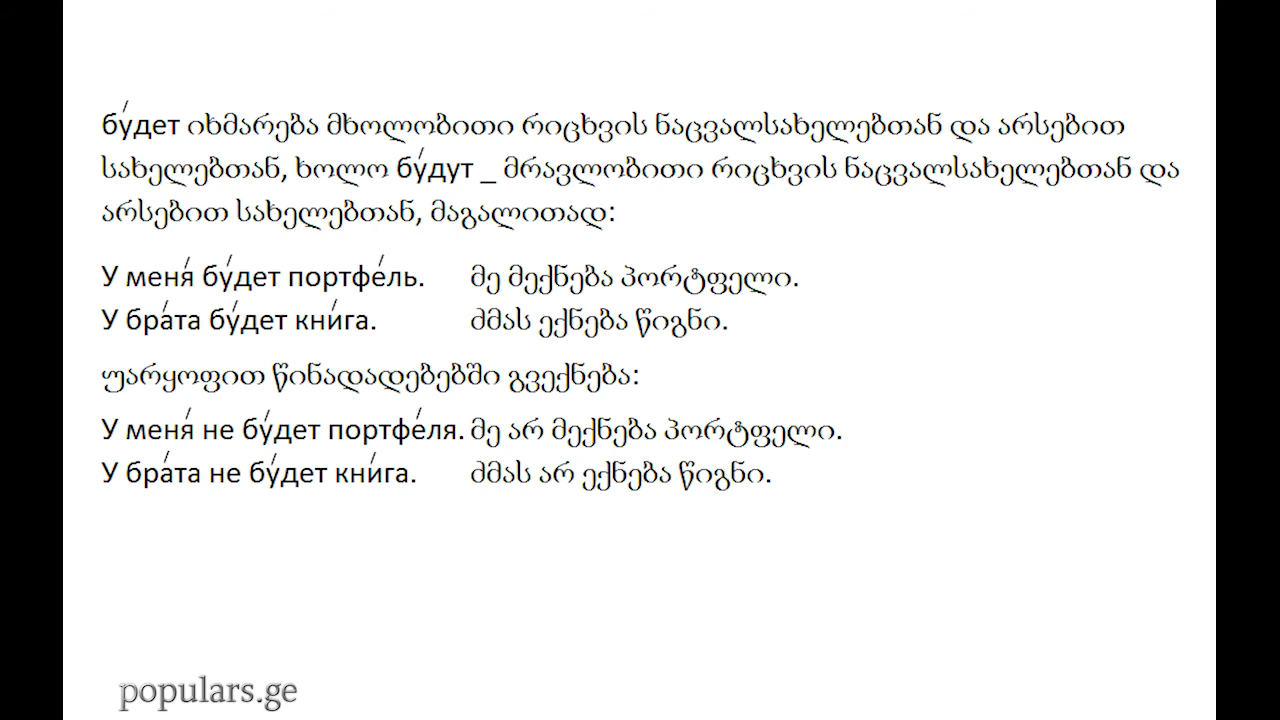 бу́дет იხმარება მხოლობითი რიცხვის ნაცვალსახელებთან და არსებით
სახელებთან, ხოლო бу́дут _ მრავლობითი რიცხვის ნაცვალსახელებთან და
არსებით სახელებთან, მაგალითად:
У меня́ бу́дет портфе́ль. მე მექნება პორტფელი.
У бра́та бу́дет кни́га. ძმას ექნება წიგნი.
უარყოფით წინადადებებში გვექნება:
У меня́ не бу́дет портфе́ля. მე არ მექნება პორტფელი.
У бра́та не бу́дет кни́га. ძმას არ ექნება წიგნი.
populars.ge